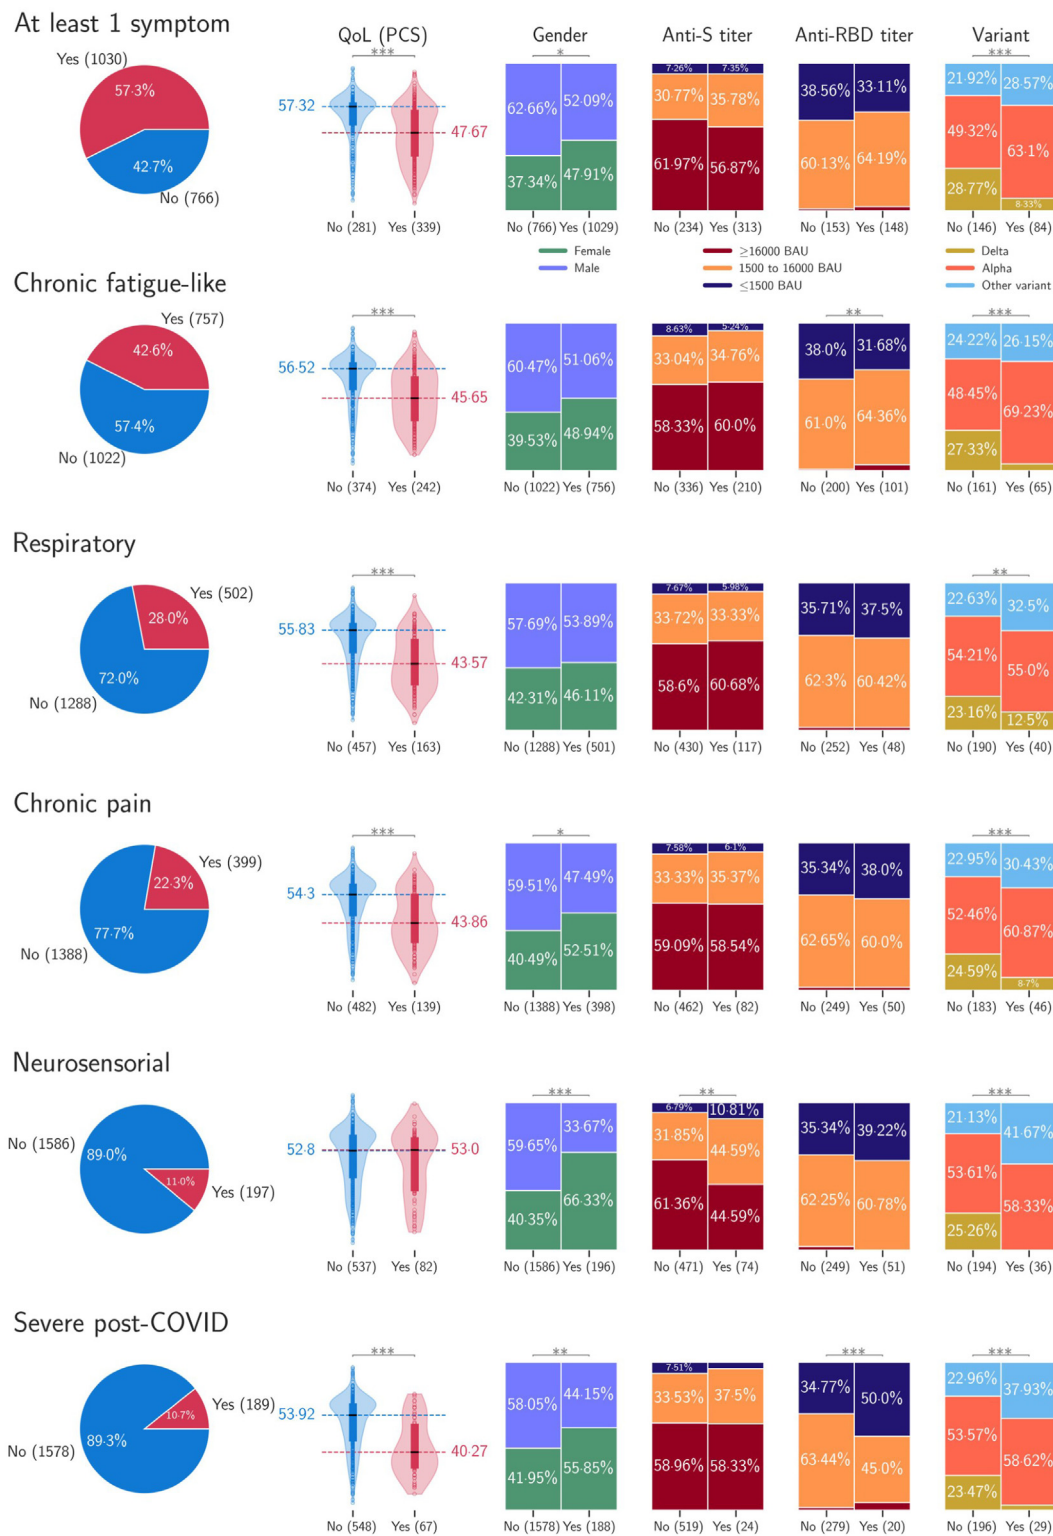 At least 1 symptom
QoL (PCS) Gender Anti-S titer Anti-RBD titer Variant
*** * ***
Yes (1030)
57·3%
42·7%
No (766)
57·32 47·67
62·66% 52·09%
37·34% 47·91%
7·26% 7·35%
30·77% 35·78%
61·97% 56·87%
38·56% 33·11%
60·13% 64·19%
21·92% 28·57%
49·32% 63·1%
28·77% 8·33%
No (281) Yes (339) No (766) Yes (1029) No (234) Yes (313) No (153) Yes (148) No (146) Yes (84)
Female
Male
≥16000 BAU
1500 to 16000 BAU
≤1500 BAU
Delta
Alpha
Other variant
Chronic fatigue-like
*** ** ***
Yes (757)
42·6%
57·4%
No (1022)
56·52 45·65
60·47% 51·06%
39·53% 48·94%
8·63% 5·24%
33·04% 34·76%
58·33% 60·0%
38·0% 31·68%
61·0% 64·36%
24·22% 26·15%
48·45% 69·23%
27·33%
No (374) Yes (242) No (1022) Yes (756) No (336) Yes (210) No (200) Yes (101) No (161) Yes (65)
Respiratory
*** **
Yes (502)
28·0%
72·0%
No (1288)
55·83 43·57
57·69% 53·89%
42·31% 46·11%
7·67% 5·98%
33·72% 33·33%
58·6% 60·68%
35·71% 37·5%
62·3% 60·42%
22·63% 32·5%
54·21% 55·0%
23·16% 12·5%
No (457) Yes (163) No (1288) Yes (501) No (430) Yes (117) No (252) Yes (48) No (190) Yes (40)
Chronic pain
*** * ***
Yes (399)
22·3%
77·7%
No (1388)
54·3 43·86
59·51% 47·49%
40·49% 52·51%
7·58% 6·1%
33·33% 35·37%
59·09% 58·54%
35·34% 38·0%
62·65% 60·0%
22·95% 30·43%
52·46% 60·87%
24·59% 8·7%
No (482) Yes (139) No (1388) Yes (398) No (462) Yes (82) No (249) Yes (50) No (183) Yes (46)
Neurosensorial
*** ** ***
No (1586)
89·0%
11·0%
Yes (197)
52·8 53·0
59·65% 33·67%
40·35% 66·33%
6·79% 10·81%
31·85% 44·59%
61·36% 44·59%
35·34% 39·22%
62·25% 60·78%
21·13% 41·67%
53·61% 58·33%
25·26%
No (537) Yes (82) No (1586) Yes (196) No (471) Yes (74) No (249) Yes (51) No (194) Yes (36)
Severe post-COVID
*** ** *** ***
Yes (189)
10·7%
89·3%
No (1578)
53·92 40·27
58·05% 44·15%
41·95% 55·85%
7·51%
33·53% 37·5%
58·96% 58·33%
34·77% 50·0%
63·44% 45·0%
22·96% 37·93%
53·57% 58·62%
23·47%
No (548) Yes (67) No (1578) Yes (188) No (519) Yes (24) No (279) Yes (20) No (196) Yes (29)